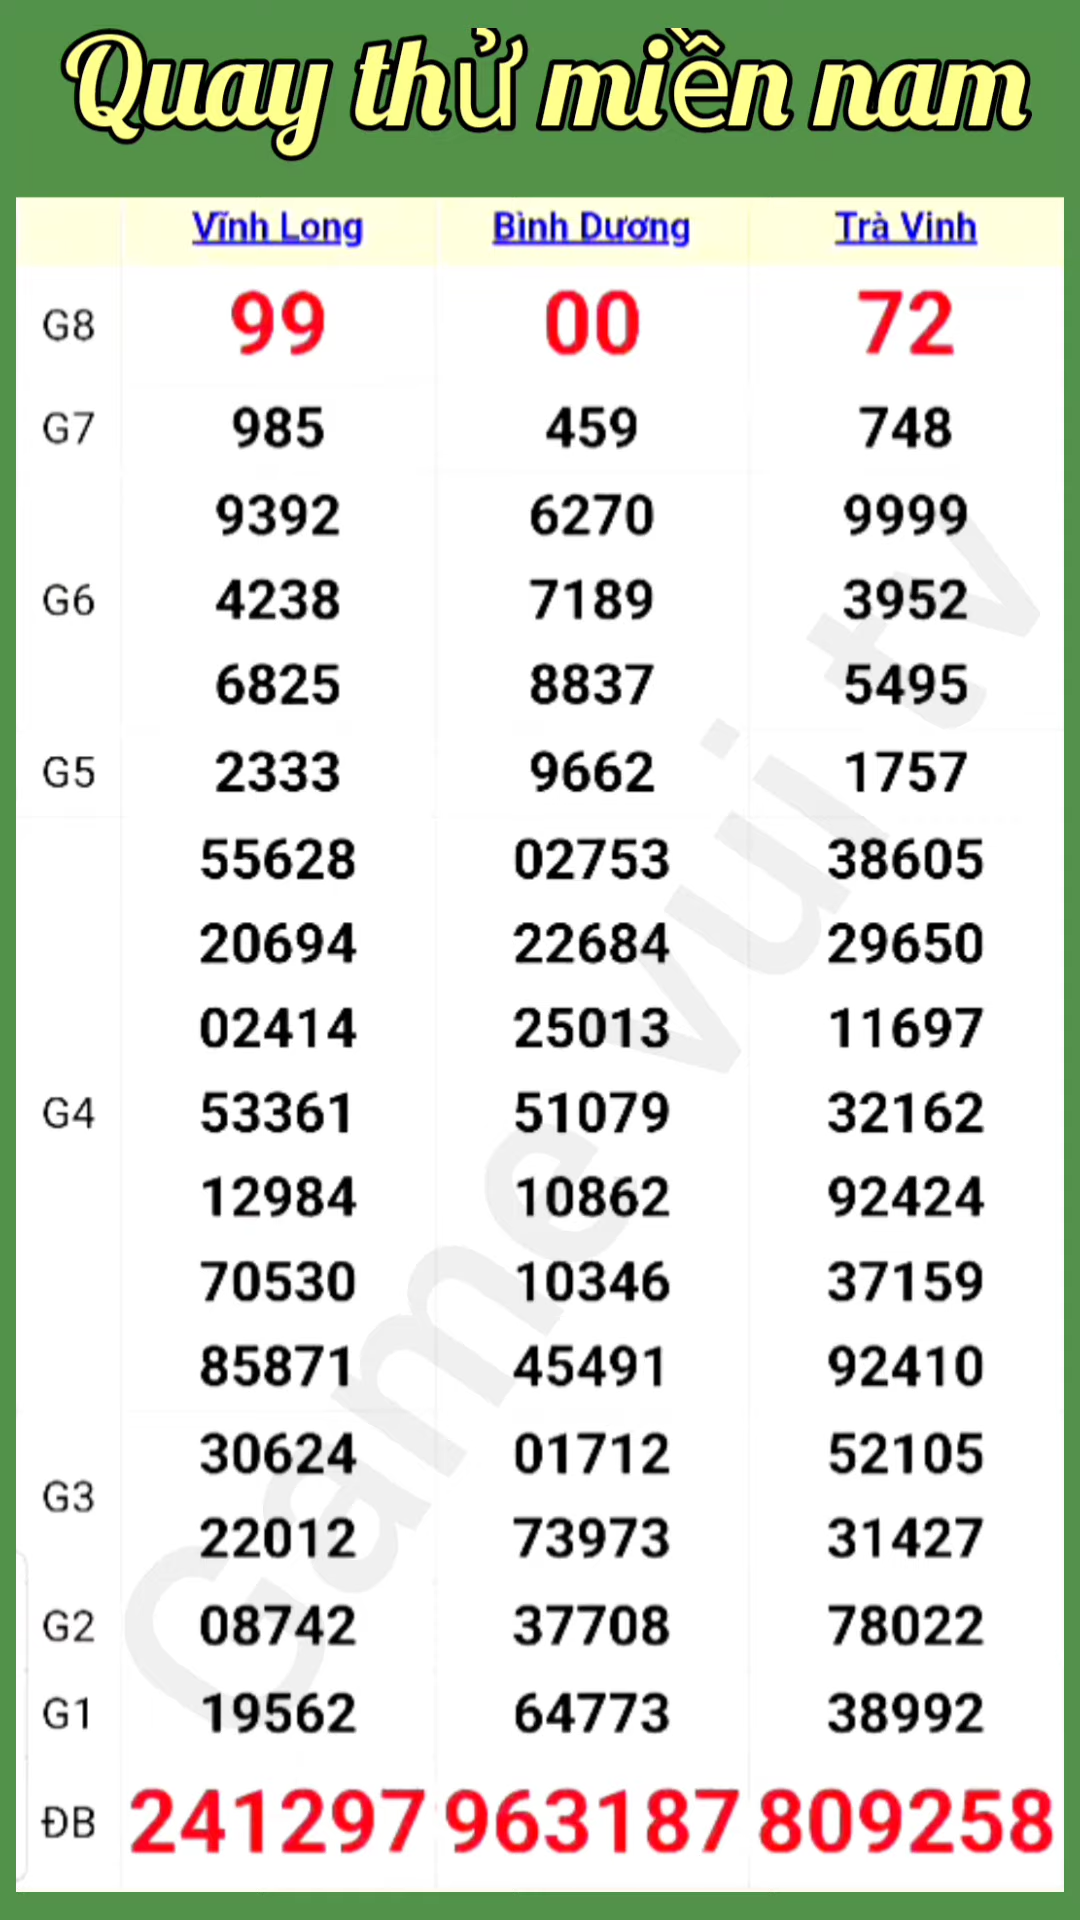 Quay thử miền nam
Vĩnh Long Bình Dương Trà Vinh
G8 99 00 72
G7 985 459 748
9392 6270 9999
G6 4238 7189 3952
6825 8837 5495
G5 2333 9662 1757
55628 02753 38605
20694 22684 29650
02414 25013 11697
G4 53361 51079 32162
12984 10862 92424
70530 10346 37159
85871 45491 92410
G3
30624 01712 52105
22012 73973 31427
G2 08742 37708 78022
G1 19562 64773 38992
ĐB 241297 963187 809258
Game vui tv